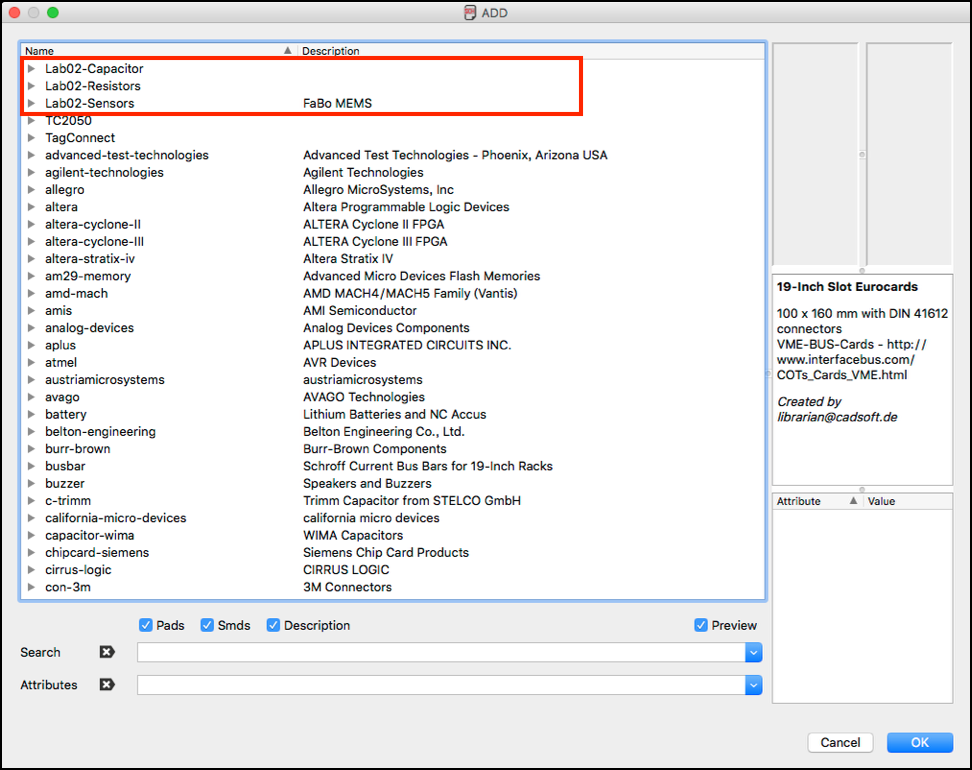 ADD
Name Description
Lab02-Capacitor
Lab02-Resistors
Lab02-Sensors FaBo MEMS
TC2050
TagConnect
advanced-test-technologies Advanced Test Technologies - Phoenix, Arizona USA
agilent-technologies Agilent Technologies
allegro Allegro MicroSystems, Inc
altera Altera Programmable Logic Devices
altera-cyclone-II ALTERA Cyclone II FPGA
altera-cyclone-III ALTERA Cyclone III FPGA
altera-stratix-iv Altera Stratix IV
am29-memory Advanced Micro Devices Flash Memories
amd-mach AMD MACH4/MACH5 Family (Vantis)
amis AMI Semiconductor
analog-devices Analog Devices Components
aplus APLUS INTEGRATED CIRCUITS INC.
atmel AVR Devices
austriamicrosystems austriamicrosystems
avago AVAGO Technologies
battery Lithium Batteries and NC Accus
belton-engineering Belton Engineering Co., Ltd.
burr-brown Burr-Brown Components
busbar Schroff Current Bus Bars for 19-Inch Racks
buzzer Speakers and Buzzers
c-trimm Trimm Capacitor from STELCO GmbH
california-micro-devices california micro devices
capacitor-wima WIMA Capacitors
chipcard-siemens Siemens Chip Card Products
cirrus-logic CIRRUS LOGIC
con-3m 3M Connectors
19-Inch Slot Eurocards
100 x 160 mm with DIN 41612
connectors
VME-BUS-Cards - http://
www.interfacebus.com/
COTs_Cards_VME.html
Created by
librarian@cadsoft.de
Attribute Value
Pads Smds Description Preview
Search
Attributes
Cancel OK